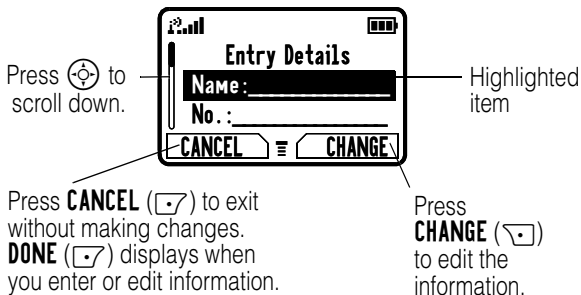 Entry Details
Press to
scroll down.
Name:
Highlighted
item
No.:
CANCEL
CHANGE
Press CANCEL ( ) to exit
without making changes.
DONE ( ) displays when
you enter or edit information.
Press
CHANGE ( )
to edit the
information.